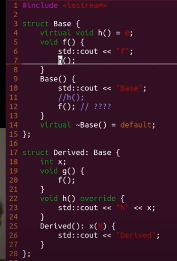 1 #include <iostream>
2
3 struct Base {
4 virtual void h() = 0;
5 void f() {
6 std::cout << "f";
7 h();
8 }
9 Base() {
10 std::cout << "Base";
11 //h();
12 f(); // ????
13 }
14 virtual ~Base() = default;
15 };
16
17 struct Derived: Base {
18 int x;
19 void g() {
20 f();
21 }
22 void h() override {
23 std::cout << "h" << x;
24 }
25 Derived(): x(0) {
26 std::cout << "Derived";
27 }
28 };